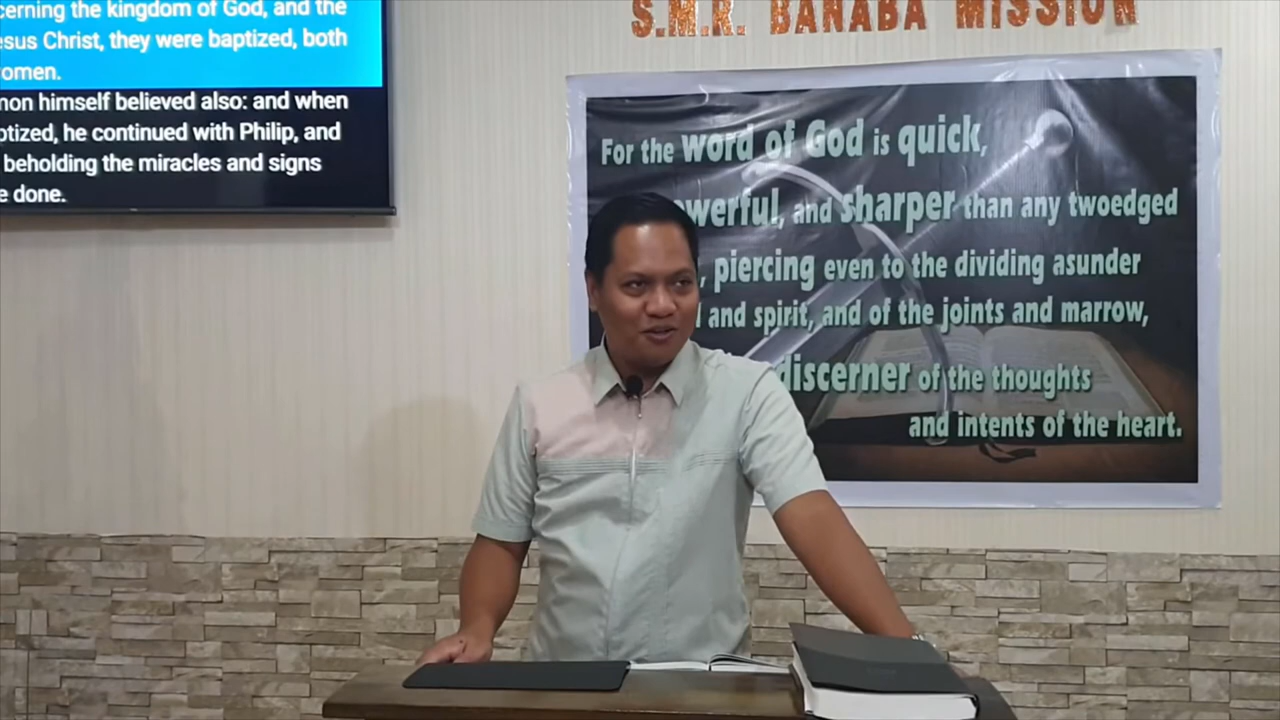 cerning the kingdom of God, and the
esus Christ, they were baptized, both
omen.
mon himself believed also: and when
ptized, he continued with Philip, and
beholding the miracles and signs
e done.
S.M.R. BANABA MISSION
For the word of God is quick,
werful, and sharper than any twoedged
, piercing even to the dividing asunder
l and spirit, and of the joints and marrow,
discerner of the thoughts
and intents of the heart.